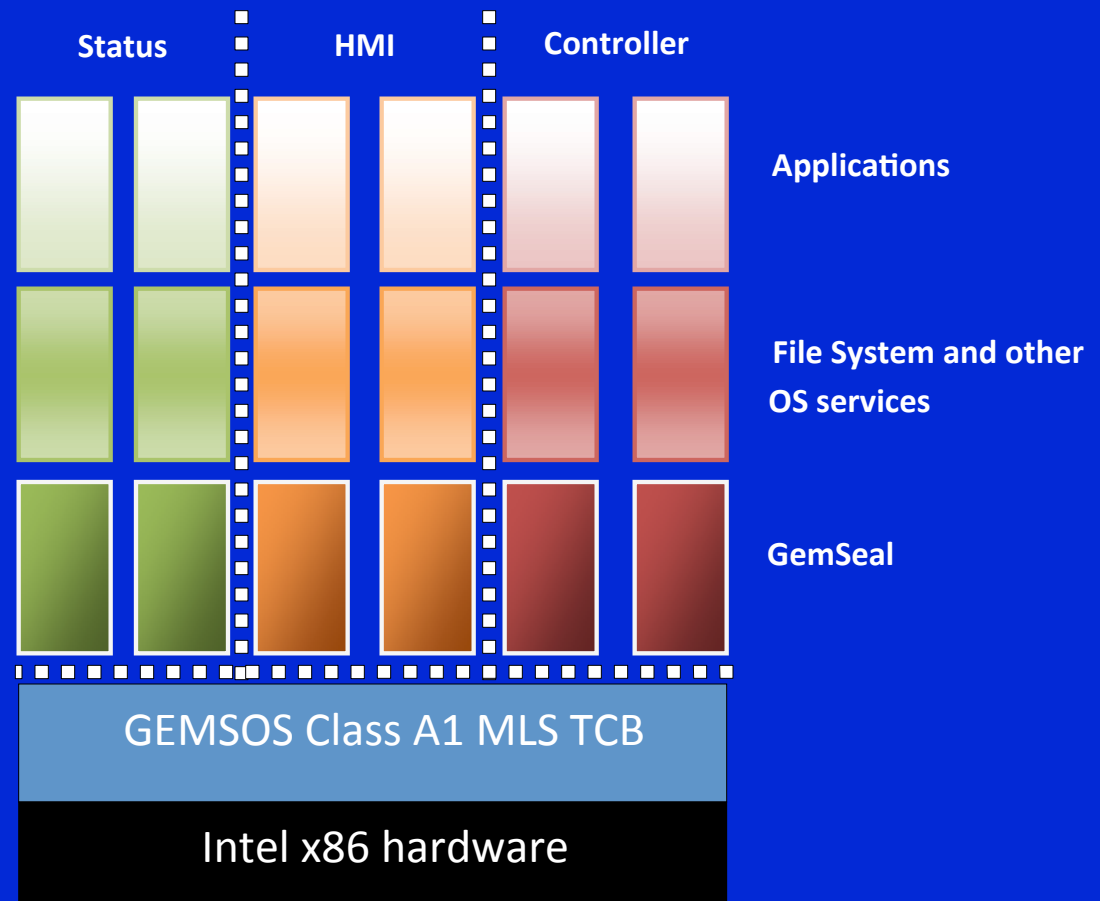 Status
HMI
Controller
Applications
File System and other
OS services
GemSeal
GEMSOS Class A1 MLS TCB
Intel x86 hardware